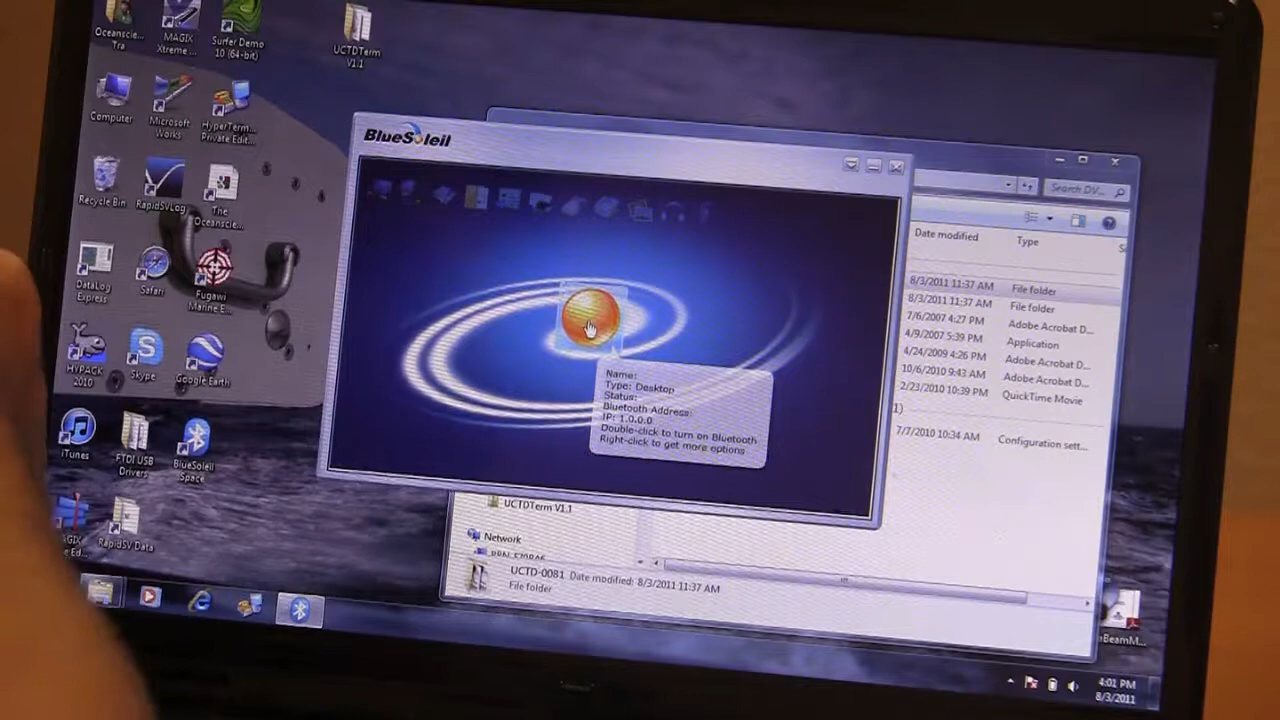 Oceanscie...
Tra
MAGIX
Xtreme ...
Surfer Demo
10 (64-bit)
UCTDTerm
V1.1
Computer
Microsoft
Works
HyperTerm...
Private Edit...
Recycle Bin
RapidSVLog
The
Oceanscie...
DataLog
Express
Safari
Fugawi
Marine E...
HYPACK
2010
Skype
Google Earth
iTunes
FTDI USB
Drivers
BlueSoleil
Space
RapidSV Data
BlueSoleil
Name:
Type: Desktop
Status:
Bluetooth Address:
IP: 1.0.0.0
Double-click to turn on Bluetooth
Right-click to get more options
Search DV...
Date modified
Type
8/3/2011 11:37 AM
File folder
8/3/2011 11:37 AM
File folder
7/6/2007 4:27 PM
Adobe Acrobat D...
4/9/2007 5:39 PM
Application
4/24/2009 4:26 PM
Adobe Acrobat D...
10/6/2010 9:43 AM
Adobe Acrobat D...
2/23/2010 10:39 PM
QuickTime Movie
1)
7/7/2010 10:34 AM
Configuration sett...
UCTDTerm V1.1
Network
UCTD-0081 Date modified: 8/3/2011 11:37 AM
File folder
4:01 PM
8/3/2011